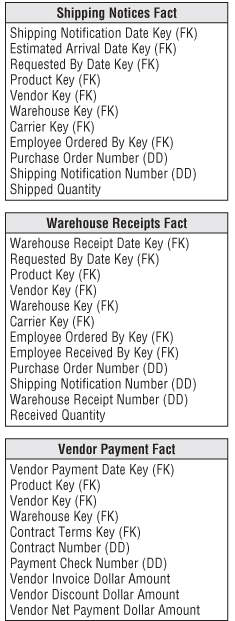 Shipping Notices Fact
Shipping Notification Date Key (FK)
Estimated Arrival Date Key (FK)
Requested By Date Key (FK)
Product Key (FK)
Vendor Key (FK)
Warehouse Key (FK)
Carrier Key (FK)
Employee Ordered By Key (FK)
Purchase Order Number (DD)
Shipping Notification Number (DD)
Shipped Quantity
Warehouse Receipts Fact
Warehouse Receipt Date Key (FK)
Requested By Date Key (FK)
Product Key (FK)
Vendor Key (FK)
Warehouse Key (FK)
Carrier Key (FK)
Employee Ordered By Key (FK)
Employee Received By Key (FK)
Purchase Order Number (DD)
Shipping Notification Number (DD)
Warehouse Receipt Number (DD)
Received Quantity
Vendor Payment Fact
Vendor Payment Date Key (FK)
Product Key (FK)
Vendor Key (FK)
Warehouse Key (FK)
Contract Terms Key (FK)
Contract Number (DD)
Payment Check Number (DD)
Vendor Invoice Dollar Amount
Vendor Discount Dollar Amount
Vendor Net Payment Dollar Amount